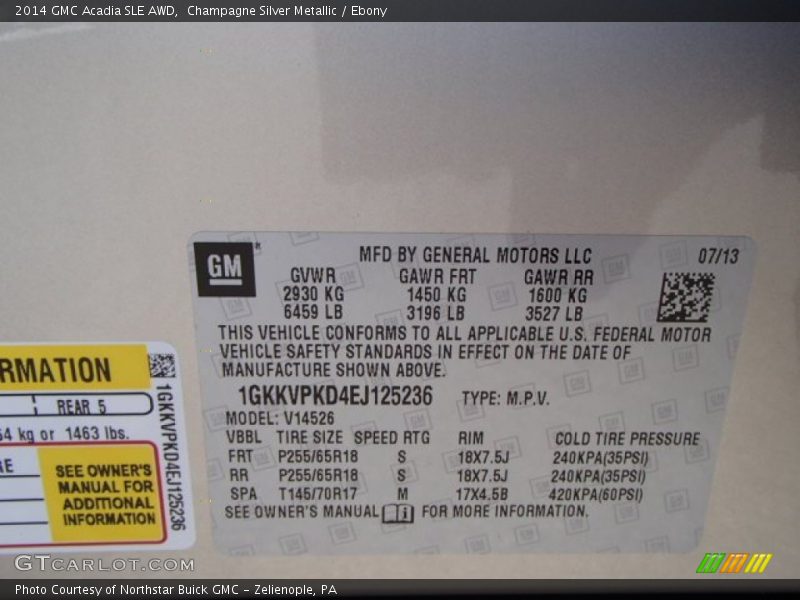 2014 GMC Acadia SLE AWD,  Champagne Silver Metallic / Ebony
GM
MFD BY GENERAL MOTORS LLC 07/13
GVWR GAWR FRT GAWR RR
2930 KG 1450 KG 1600 KG
6459 LB 3196 LB 3527 LB
THIS VEHICLE CONFORMS TO ALL APPLICABLE U.S. FEDERAL MOTOR
VEHICLE SAFETY STANDARDS IN EFFECT ON THE DATE OF
MANUFACTURE SHOWN ABOVE.
1GKKVPKD4EJ125236 TYPE: M.P.V.
MODEL: V14526
VBBL TIRE SIZE SPEED RTG RIM COLD TIRE PRESSURE
FRT P255/65R18 S 18X7.5J 240KPA(35PSI)
RR P255/65R18 S 18X7.5J 240KPA(35PSI)
SPA T145/70R17 M 17X4.5B 420KPA(60PSI)
SEE OWNER'S MANUAL i FOR MORE INFORMATION.
RMATION
REAR 5
64 kg or 1463 lbs.
SEE OWNER'S
MANUAL FOR
ADDITIONAL
INFORMATION
1GKKVPKD4EJ125236
GTCARLOT.COM
Photo Courtesy of Northstar Buick GMC - Zelienople, PA